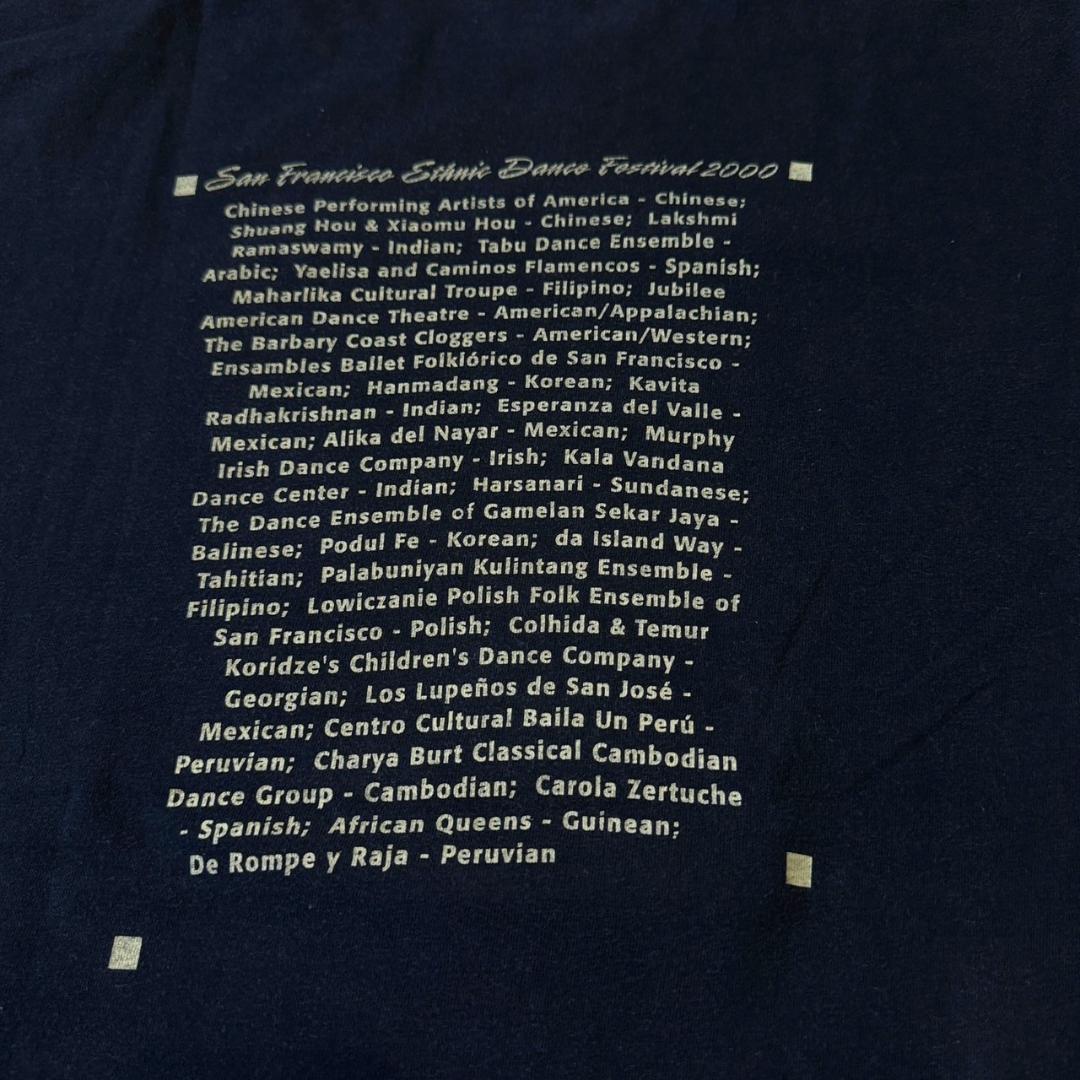 San Francisco Ethnic Dance Festival 2000
Chinese Performing Artists of America - Chinese;
Shuang Hou & Xiaomu Hou - Chinese; Lakshmi
Ramaswamy - Indian; Tabu Dance Ensemble -
Arabic; Yaelisa and Caminos Flamencos - Spanish;
Maharlika Cultural Troupe - Filipino; Jubilee
American Dance Theatre - American/Appalachian;
The Barbary Coast Cloggers - American/Western;
Ensambles Ballet Folklórico de San Francisco -
Mexican; Hanmadang - Korean; Kavita
Radhakrishnan - Indian; Esperanza del Valle -
Mexican; Alika del Nayar - Mexican; Murphy
Irish Dance Company - Irish; Kala Vandana
Dance Center - Indian; Harsanari - Sundanese;
The Dance Ensemble of Gamelan Sekar Jaya -
Balinese; Podul Fe - Korean; da Island Way -
Tahitian; Palabuniyan Kulintang Ensemble -
Filipino; Lowiczanie Polish Folk Ensemble of
San Francisco - Polish; Colhida & Temur
Koridze's Children's Dance Company -
Georgian; Los Lupeños de San José -
Mexican; Centro Cultural Baila Un Perú -
Peruvian; Charya Burt Classical Cambodian
Dance Group - Cambodian; Carola Zertuche
- Spanish; African Queens - Guinean;
De Rompe y Raja - Peruvian